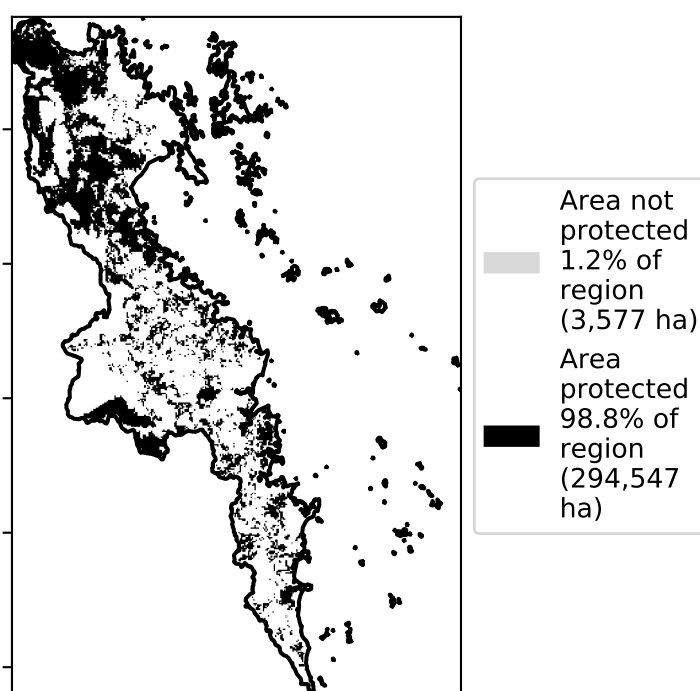 Area not
protected
1.2% of
region
(3,577 ha)
Area
protected
98.8% of
region
(294,547
ha)